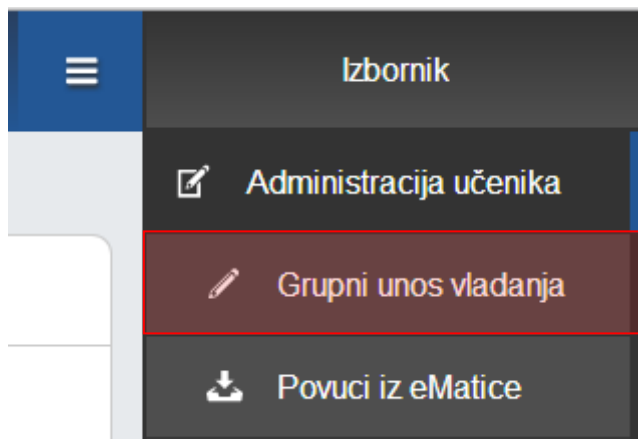 Izbornik
Administracija učenika
Grupni unos vladanja
Povuci iz eMatice